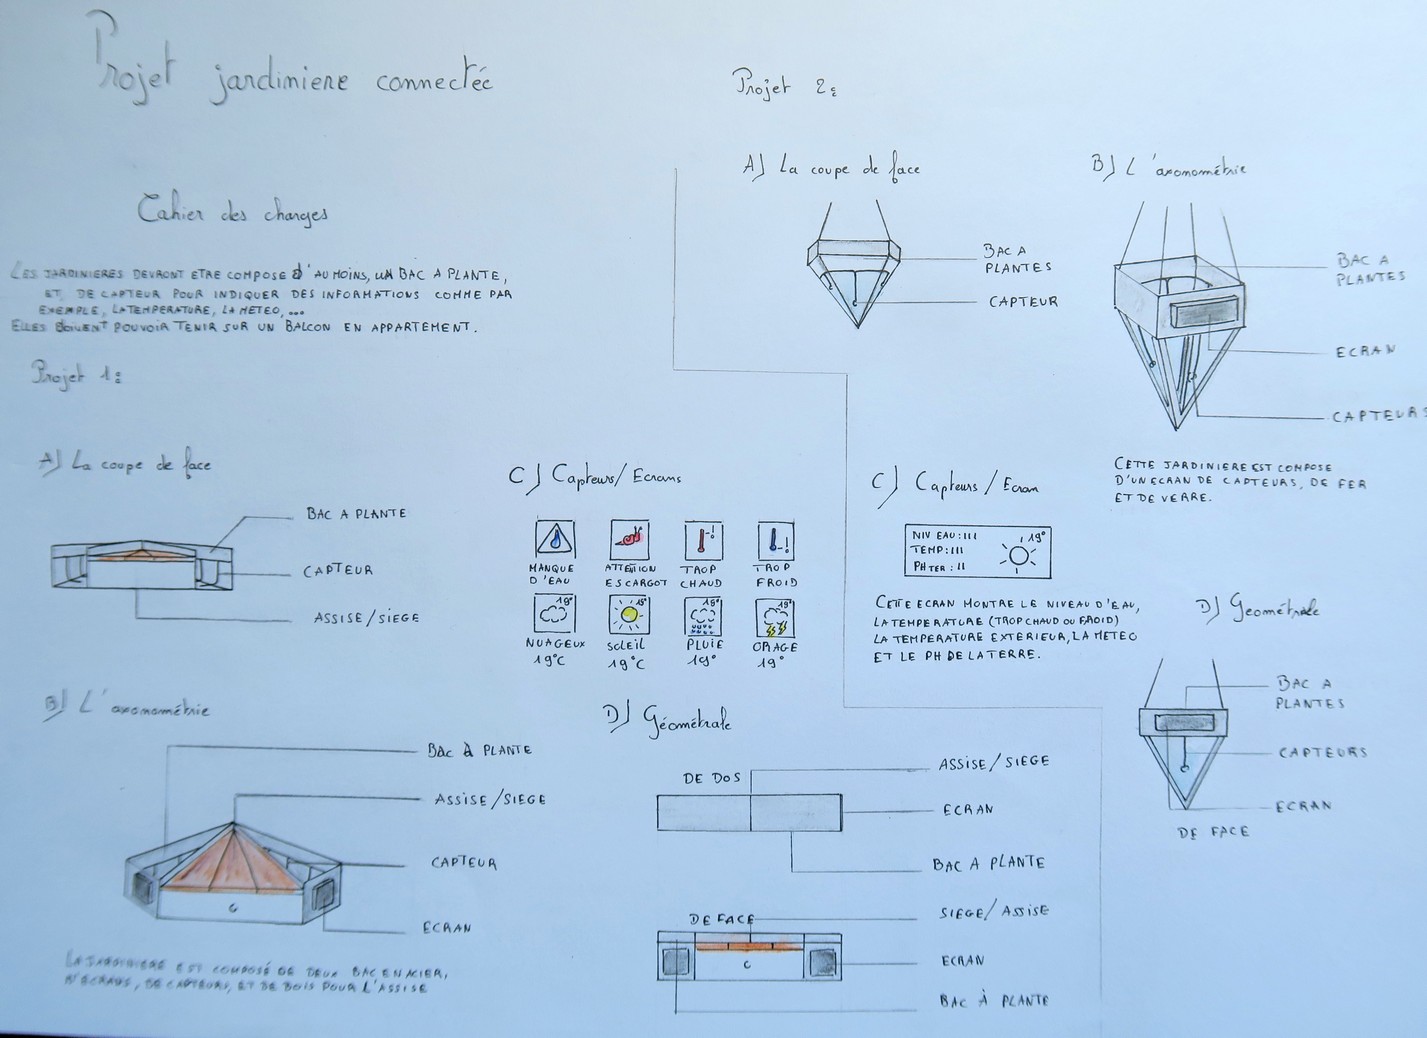 Projet jardiniere connectée
Cahier des charges
LES JARDINIERES DEVRONT ETRE COMPOSE D'AU MOINS, UN BAC A PLANTE,
ET DE CAPTEUR POUR INDIQUER DES INFORMATIONS COMME PAR
EXEMPLE, LA TEMPERATURE, LA METEO,...
ELLES DOIVENT POUVOIR TENIR SUR UN BALCON EN APPARTEMENT.
Projet 1:
A) La coupe de face
BAC A PLANTE
CAPTEUR
ASSISE/SIEGE
B) L'axonométrie
BAC À PLANTE
ASSISE/SIEGE
CAPTEUR
ECRAN
LA JARDINIERE EST COMPOSÉ DE DEUX BAC EN ACIER,
D'ECRANS, DE CAPTEURS, ET DE BOIS POUR L'ASSISE
C) Capteurs/Ecrans
MANQUE
D'EAU
ATTENTION
ESCARGOT
TROP
CHAUD
TROP
FROID
19°
NUAGEUX
19°C
19°
SOLEIL
19°C
19°
PLUIE
19°
19°
ORAGE
19°
D) Géométrale
DE DOS
ASSISE/SIEGE
ECRAN
BAC A PLANTE
DE FACE
SIEGE/ASSISE
ECRAN
BAC À PLANTE
Projet 2:
A) La coupe de face
BAC A
PLANTES
CAPTEUR
B) L'axonométrie
BAC A
PLANTES
ECRAN
CAPTEURS
CETTE JARDINIERE EST COMPOSE
D'UN ECRAN DE CAPTEURS, DE FER
ET DE VERRE.
C) Capteurs/Ecran
NIV EAU:III
TEMP:III
PH TER:II
19°
CETTE ECRAN MONTRE LE NIVEAU D'EAU,
LA TEMPERATURE (TROP CHAUD OU FROID)
LA TEMPERATURE EXTERIEUR, LA METEO
ET LE PH DE LA TERRE.
D) Geométrale
BAC A
PLANTES
CAPTEURS
ECRAN
DE FACE